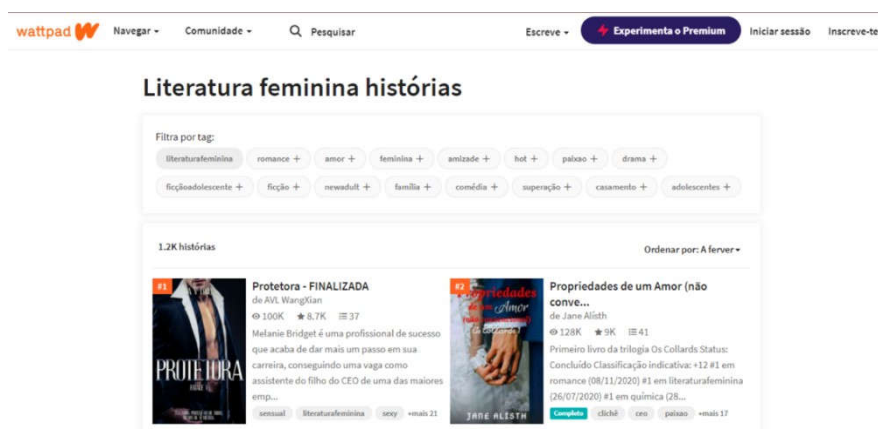 wattpad Navegar Comunidade Pesquisar Escreve Experimenta o Premium Iniciar sessão Inscreve-te
Literatura feminina histórias
Filtra por tag:
literaturafeminina romance + amor + feminina + amizade + hot + paixao + drama +
ficçãoadolescente + ficção + newadult + família + comédia + superação + casamento + adolescentes +
1.2K histórias
Ordenar por: A ferver
#1
PROTETORA
Protetora - FINALIZADA
de AVL WangXian
100K 8,7K 37
Melanie Bridget é uma profissional de sucesso
que acaba de dar mais um passo em sua
carreira, conseguindo uma vaga como
assistente do filho do CEO de uma das maiores
emp...
sensual literaturafeminina sexy +mais 21
#2
Propriedades
de um Amor
JANE ALISTH
Propriedades de um Amor (não
conve...
de Jane Alisth
128K 9K 41
Primeiro livro da trilogia Os Collards Status:
Concluído Classificação indicativa: +12 #1 em
romance (08/11/2020) #1 em literaturafeminina
(26/07/2020) #1 em química (28...
Completa clichê ceo paixao +mais 17